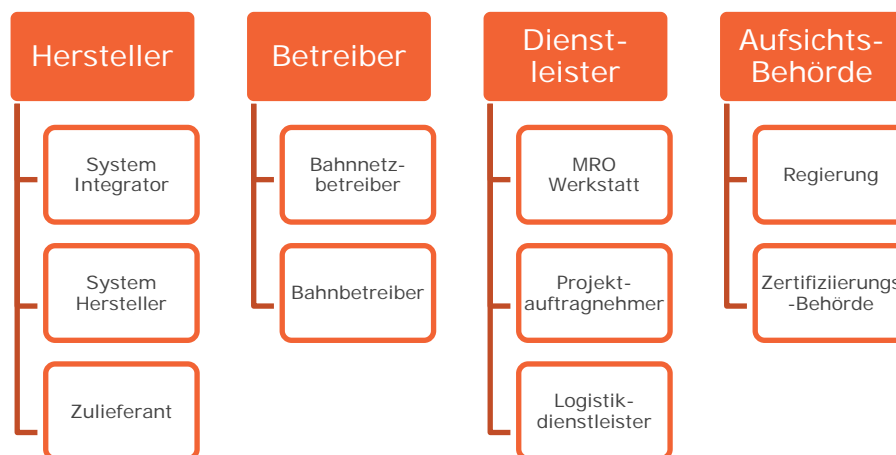 Hersteller
System
Integrator
System
Hersteller
Zulieferant
Betreiber
Bahnnetz-
betreiber
Bahnbetreiber
Dienst-
leister
MRO
Werkstatt
Projekt-
auftragnehmer
Logistik-
dienstleister
Aufsichts-
Behörde
Regierung
Zertifiziierungs
-Behörde